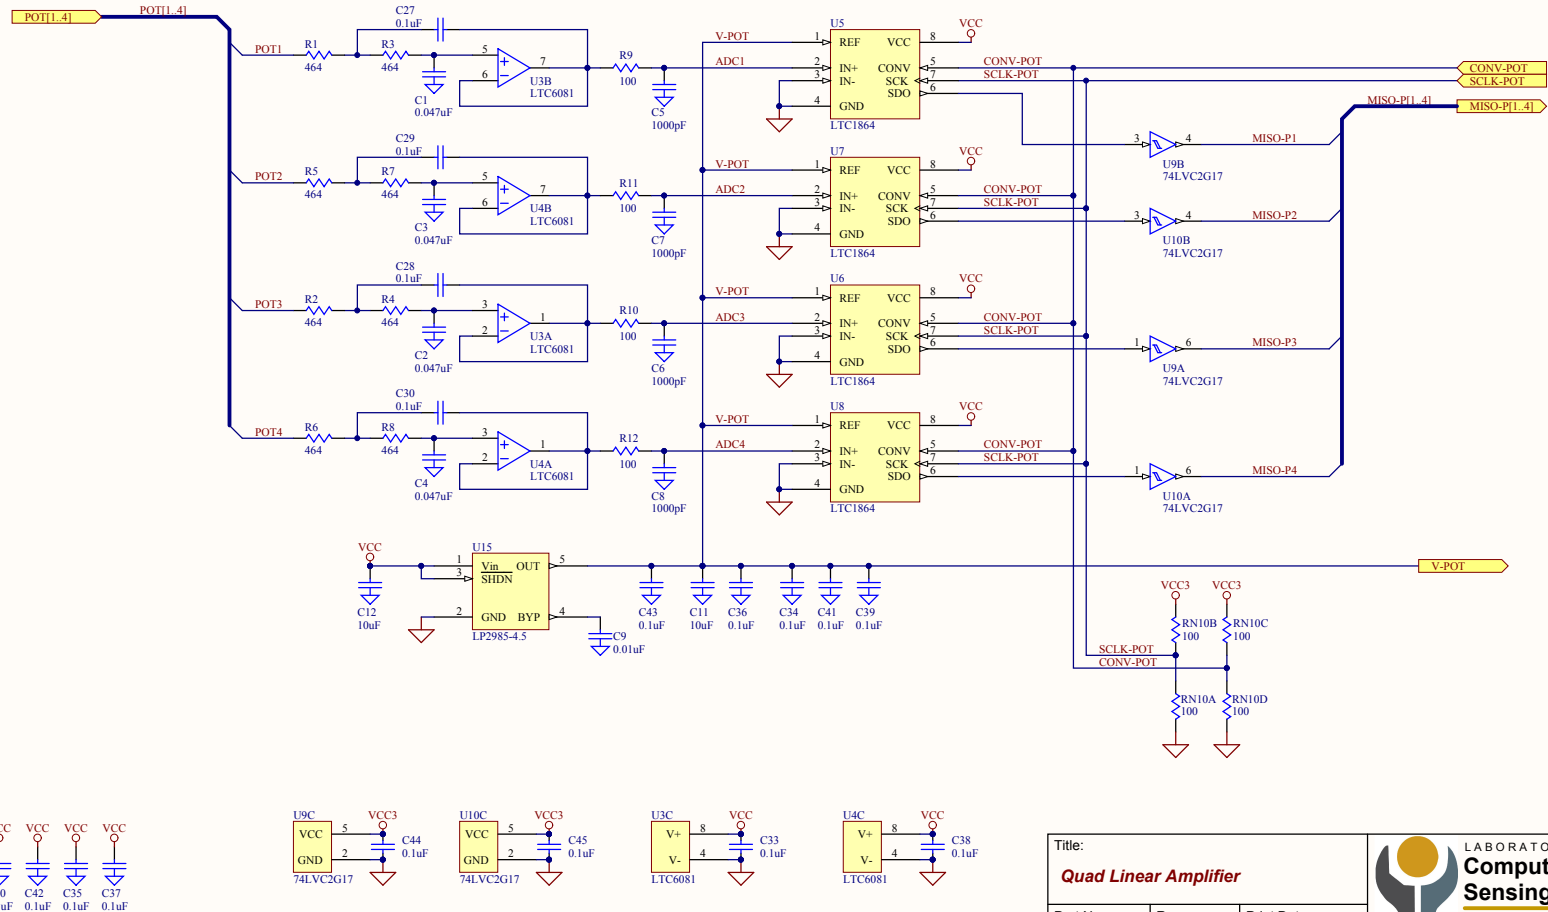 POT[1..4]
POT[1..4]
POT1
R1
464
R3
464
C27
0.1uF
C1
0.047uF
5
6
7
U3B
LTC6081
R9
100
C5
1000pF
V-POT
ADC1
U5
1
2
3
4
REF
IN+
IN-
GND
VCC
CONV
SCK
SDO
8
5
7
6
LTC1864
VCC
CONV-POT
SCLK-POT
CONV-POT
SCLK-POT
MISO-P[1..4]
MISO-P[1..4]
3
4
U9B
74LVC2G17
MISO-P1
POT2
R5
464
R7
464
C29
0.1uF
C3
0.047uF
5
6
7
U4B
LTC6081
R11
100
C7
1000pF
V-POT
ADC2
U7
1
2
3
4
REF
IN+
IN-
GND
VCC
CONV
SCK
SDO
8
5
7
6
LTC1864
VCC
CONV-POT
SCLK-POT
3
4
U10B
74LVC2G17
MISO-P2
POT3
R2
464
R4
464
C28
0.1uF
C2
0.047uF
3
2
1
U3A
LTC6081
R10
100
C6
1000pF
V-POT
ADC3
U6
1
2
3
4
REF
IN+
IN-
GND
VCC
CONV
SCK
SDO
8
5
7
6
LTC1864
VCC
CONV-POT
SCLK-POT
1
6
U9A
74LVC2G17
MISO-P3
POT4
R6
464
R8
464
C30
0.1uF
C4
0.047uF
3
2
1
U4A
LTC6081
R12
100
C8
1000pF
V-POT
ADC4
U8
1
2
3
4
REF
IN+
IN-
GND
VCC
CONV
SCK
SDO
8
5
7
6
LTC1864
VCC
CONV-POT
SCLK-POT
1
6
U10A
74LVC2G17
MISO-P4
VCC
C12
10uF
U15
1
3
2
Vin
SHDN
GND
OUT
BYP
5
4
LP2985-4.5
C9
0.01uF
C43
0.1uF
C11
10uF
C36
0.1uF
C34
0.1uF
C41
0.1uF
C39
0.1uF
V-POT
VCC3
VCC3
RN10B
100
RN10C
100
SCLK-POT
CONV-POT
RN10A
100
RN10D
100
VCC
VCC
VCC
C42
0.1uF
C35
0.1uF
C37
0.1uF
U9C
VCC
GND
5
2
74LVC2G17
VCC3
C44
0.1uF
U10C
VCC
GND
5
2
74LVC2G17
VCC3
C45
0.1uF
U3C
V+
V-
8
4
LTC6081
VCC
C33
0.1uF
U4C
V+
V-
8
4
LTC6081
VCC
C38
0.1uF
Title:
Quad Linear Amplifier
LABORATO
Comput
Sensing